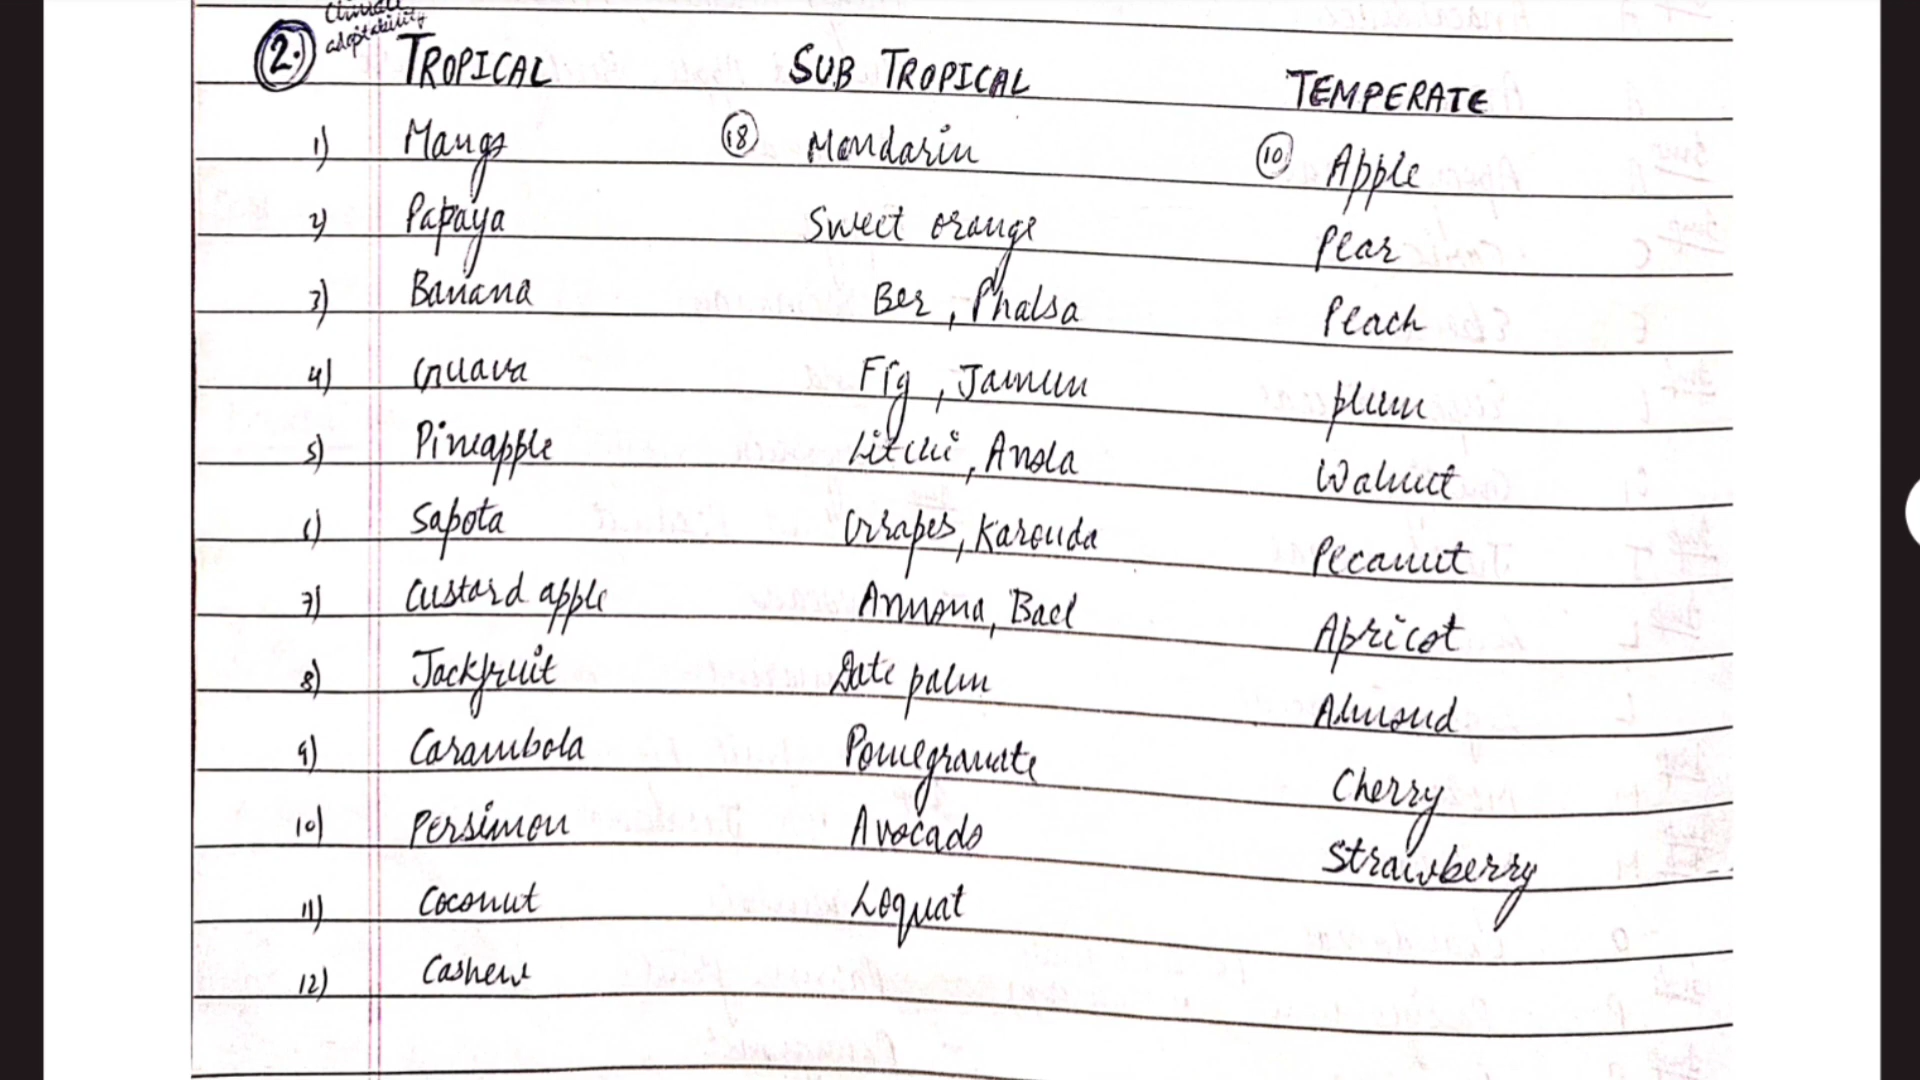 Climatic
adaptability
2. TROPICAL SUB TROPICAL TEMPERATE
1) Mango 18 Mandarin 10 Apple
2) Papaya Sweet orange Pear
3) Banana Ber, Phalsa Peach
4) Guava Fig, Jamun plum
5) Pineapple Litchi, Anola Walnut
6) Sapota Grapes, Karonda Pecanut
7) Custard apple Annona, Bael Apricot
8) Jackfruit Date palm Almond
9) Carambola Pomegranate Cherry
10) Persimon Avocado Strawberry
11) Coconut Loquat
12) Cashew